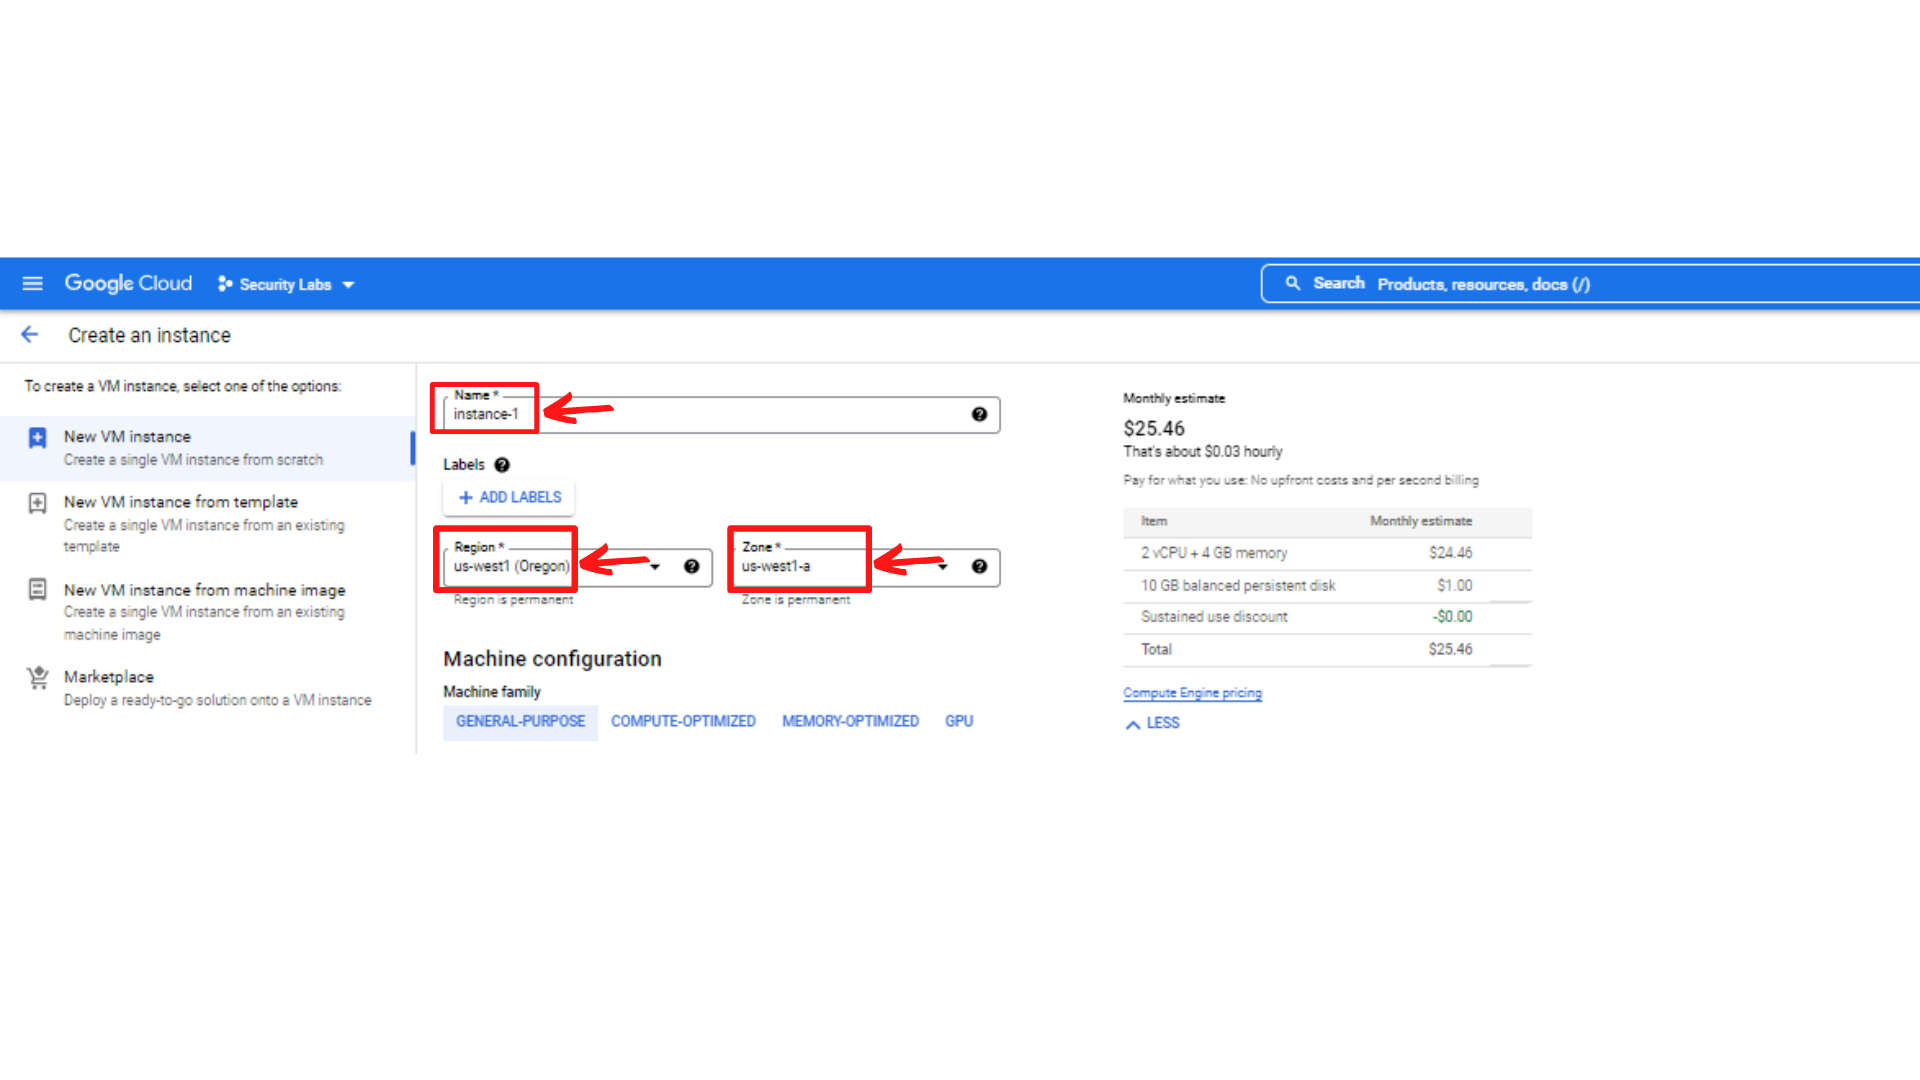 Google Cloud Security Labs Search Products, resources, docs (/)
Create an instance
To create a VM instance, select one of the options:
New VM instance
Create a single VM instance from scratch
New VM instance from template
Create a single VM instance from an existing
template
New VM instance from machine image
Create a single VM instance from an existing
machine image
Marketplace
Deploy a ready-to-go solution onto a VM instance
Name *
instance-1
Labels
+ ADD LABELS
Region *
us-west1 (Oregon)
Region is permanent
Zone *
us-west1-a
Zone is permanent
Machine configuration
Machine family
GENERAL-PURPOSE COMPUTE-OPTIMIZED MEMORY-OPTIMIZED GPU
Monthly estimate
$25.46
That's about $0.03 hourly
Pay for what you use: No upfront costs and per second billing
Item Monthly estimate
2 vCPU + 4 GB memory $24.46
10 GB balanced persistent disk $1.00
Sustained use discount -$0.00
Total $25.46
Compute Engine pricing
LESS